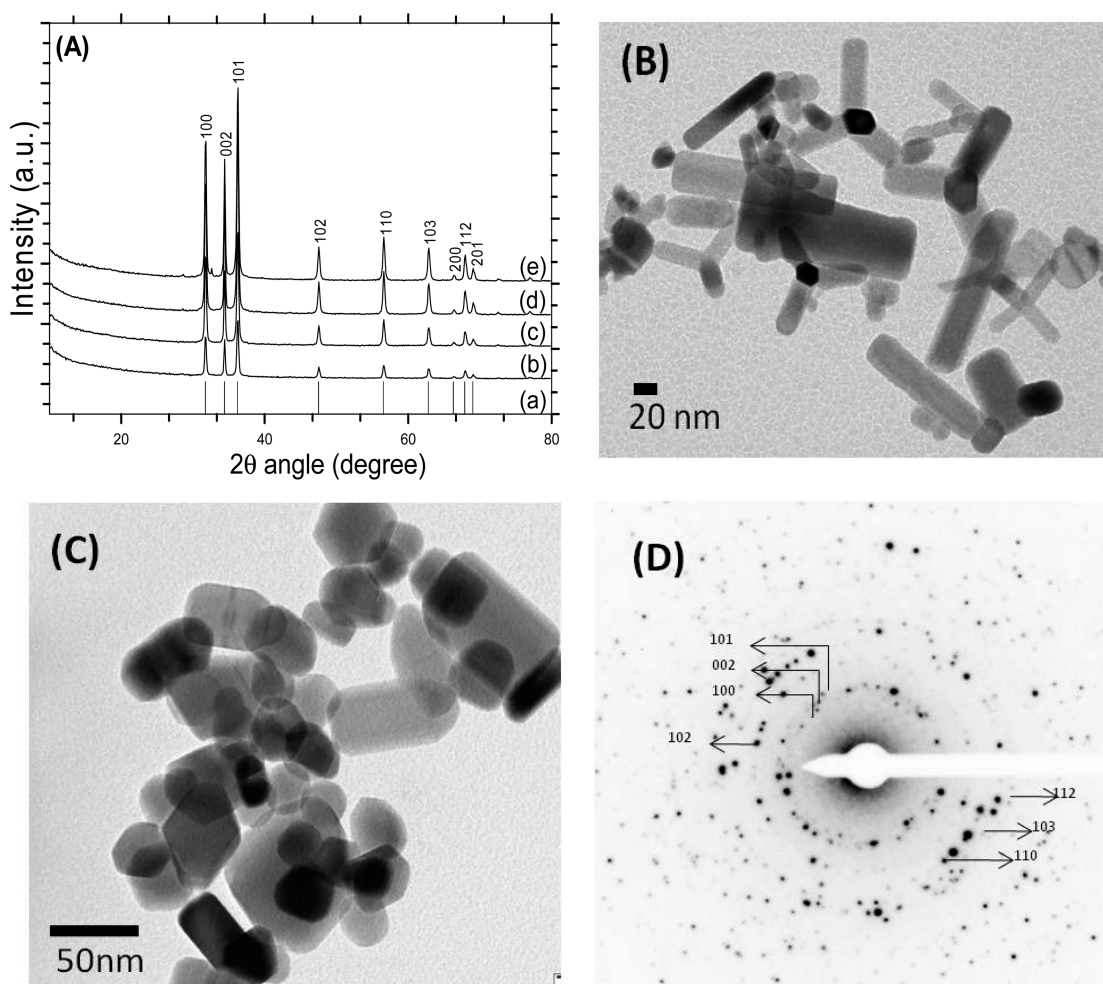 (A)
Intensity (a.u.)
100
002
101
102
110
103
200
112
201
(e)
(d)
(c)
(b)
(a)
20
40
60
80
2θ angle (degree)
(B)
20 nm
(C)
50nm
(D)
101
002
100
102
112
103
110